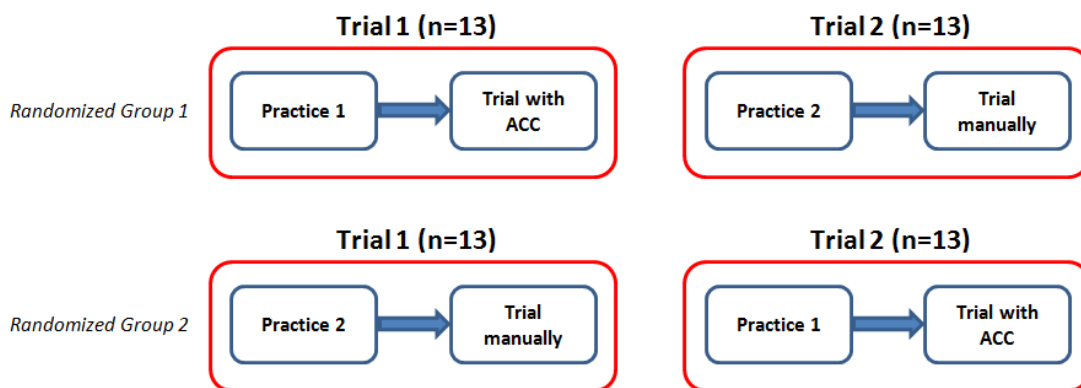 Trial 1 (n=13)
Trial 2 (n=13)
Randomized Group 1
Practice 1
Trial with
ACC
Practice 2
Trial
manually
Trial 1 (n=13)
Trial 2 (n=13)
Randomized Group 2
Practice 2
Trial
manually
Practice 1
Trial with
ACC